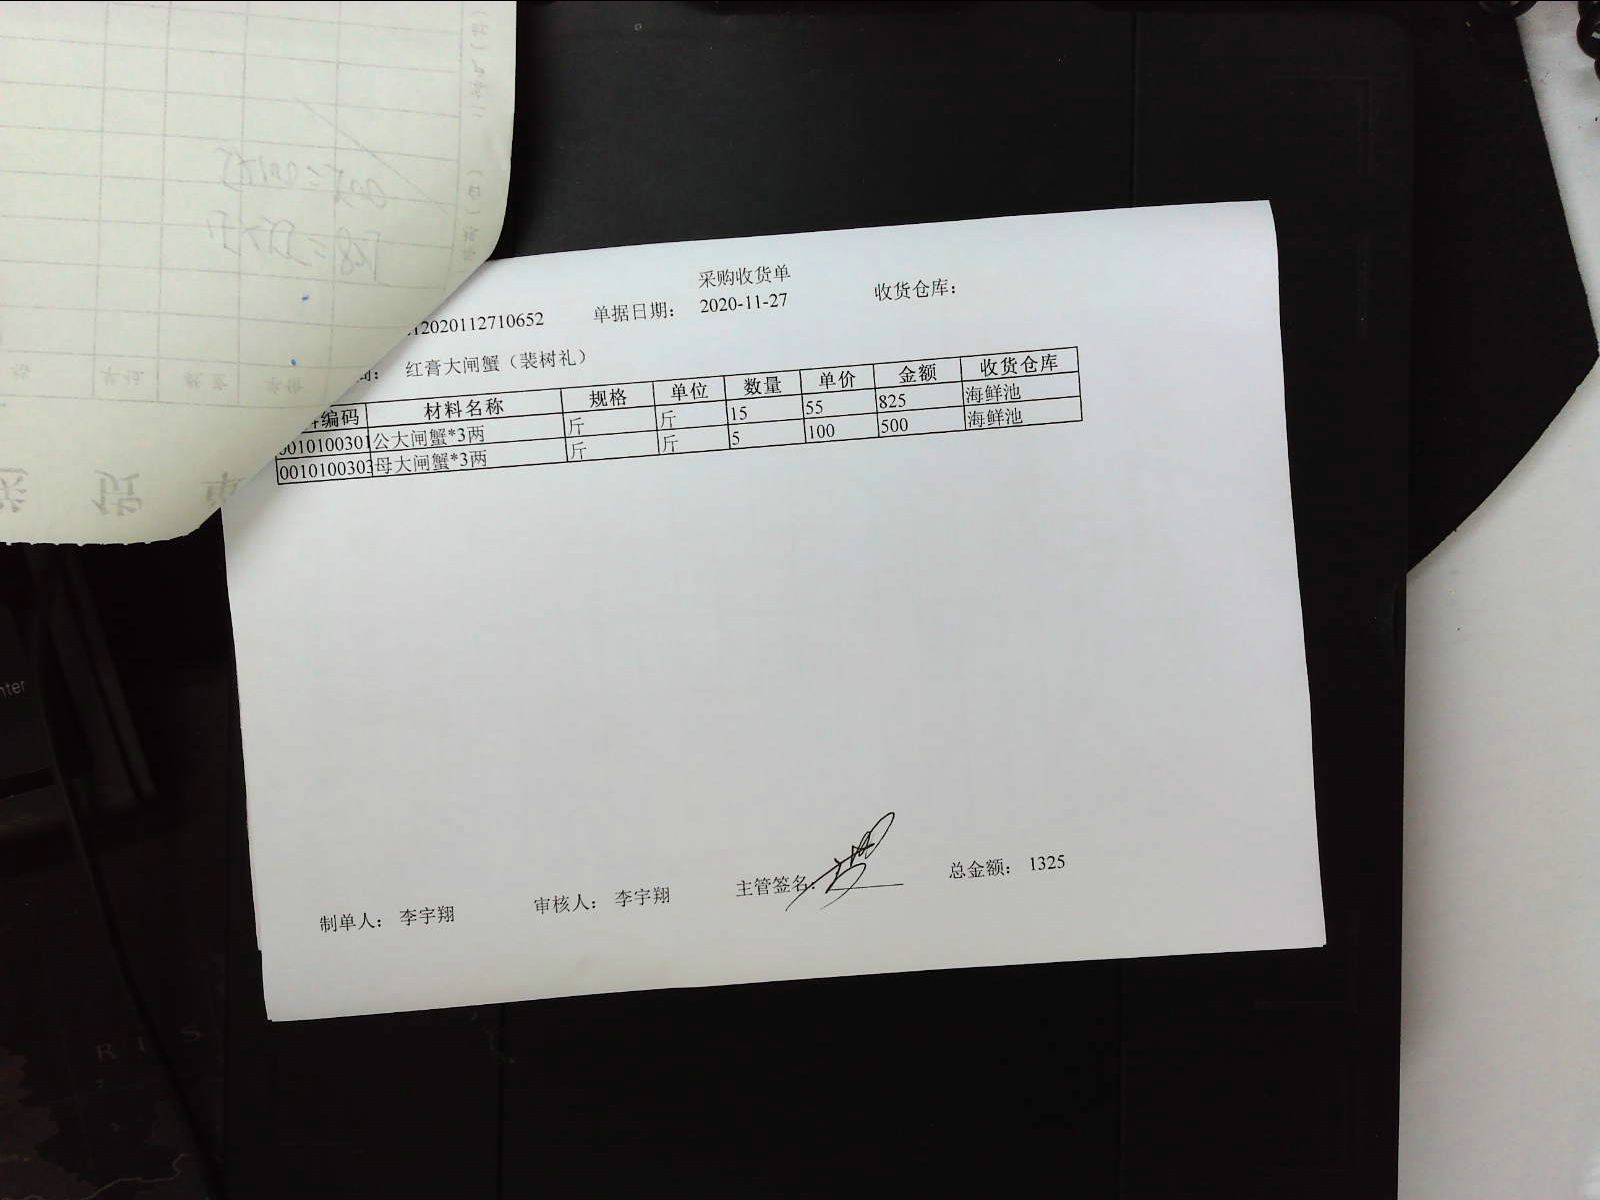 采购收货单
2020112710652 单据日期： 2020-11-27 收货仓库：
红膏大闸蟹（裴树礼）
编码 材料名称 规格 单位 数量 单价 金额 收货仓库
0010100301 公大闸蟹*3两 斤 斤 15 55 825 海鲜池
0010100303 母大闸蟹*3两 斤 斤 5 100 500 海鲜池
制单人： 李宇翔 审核人： 李宇翔 主管签名: 总金额： 1325